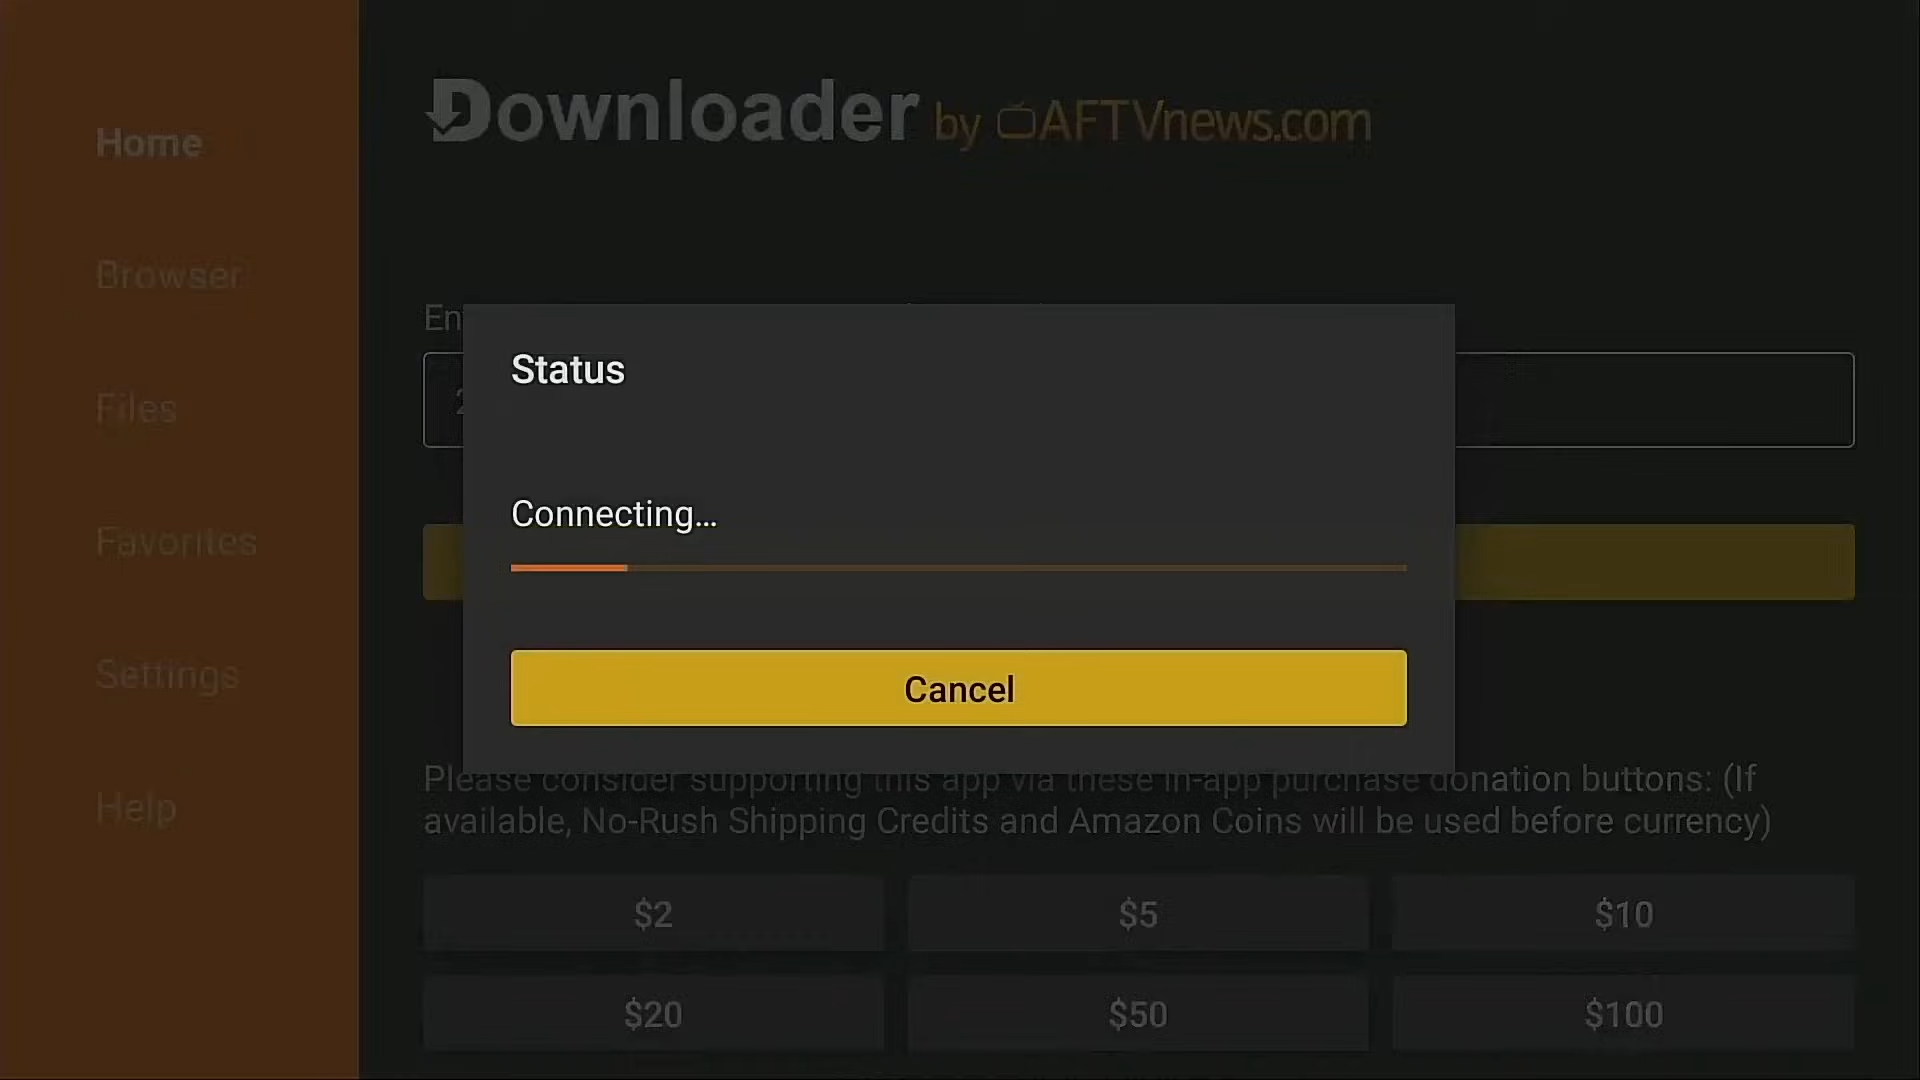 Downloader by AFTVnews.com
Home
Browser
Files
Favorites
Settings
Help
Status
Connecting...
Cancel
Please consider supporting this app via these in-app purchase donation buttons: (If
available, No-Rush Shipping Credits and Amazon Coins will be used before currency)
$2
$5
$10
$20
$50
$100